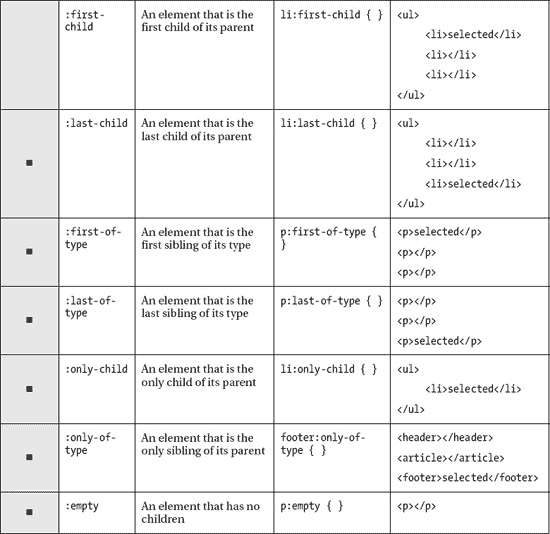 :first-
child
An element that is the
first child of its parent
li:first-child { }
<ul>
<li>selected</li>
<li></li>
<li></li>
</ul>
:last-child
An element that is the
last child of its parent
li:last-child { }
<ul>
<li></li>
<li></li>
<li>selected</li>
</ul>
:first-of-
type
An element that is the
first sibling of its type
p:first-of-type {
}
<p>selected</p>
<p></p>
<p></p>
:last-of-
type
An element that is the
last sibling of its type
p:last-of-type { }
<p></p>
<p></p>
<p>selected</p>
:only-child
An element that is the
only child of its parent
li:only-child { }
<ul>
<li>selected</li>
</ul>
:only-of-
type
An element that is the
only sibling of its parent
footer:only-of-
type { }
<header></header>
<article></article>
<footer>selected</footer>
:empty
An element that has no
children
p:empty { }
<p></p>